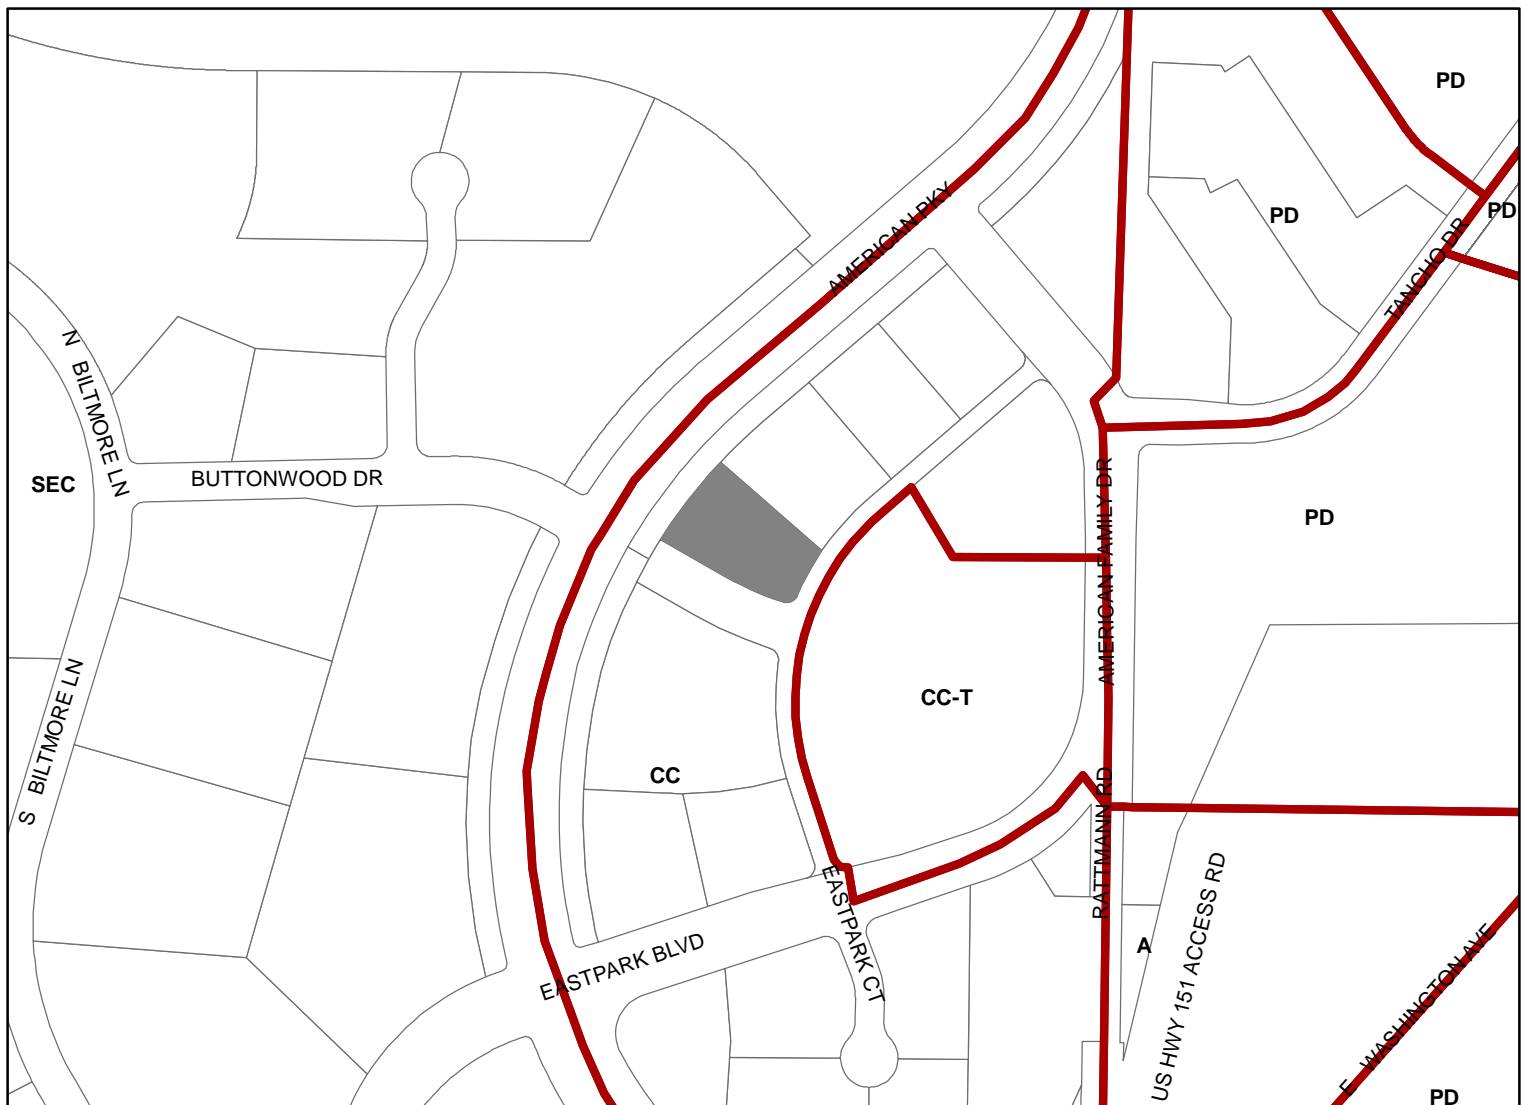 PD
AMERICAN PKY
PD
PD
TANCHO DR
N BILTMORE LN
SEC
BUTTONWOOD DR
PD
AMERICAN FAMILY DR
CC-T
S BILTMORE LN
CC
RATTMANN RD
EASTPARK BLVD
EASTPARK CT
A
US HWY 151 ACCESS RD
E WASHINGTON AVE
PD